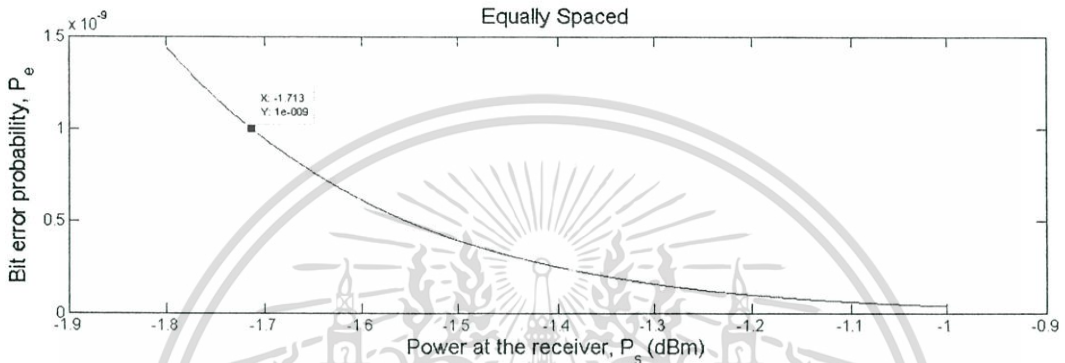 Equally Spaced
x 10^-9
1.5
1
0.5
0
Bit error probability, P_e
X: -1.713
Y: 1e-009
-1.9 -1.8 -1.7 -1.6 -1.5 -1.4 -1.3 -1.2 -1.1 -1 -0.9
Power at the receiver, P_s (dBm)